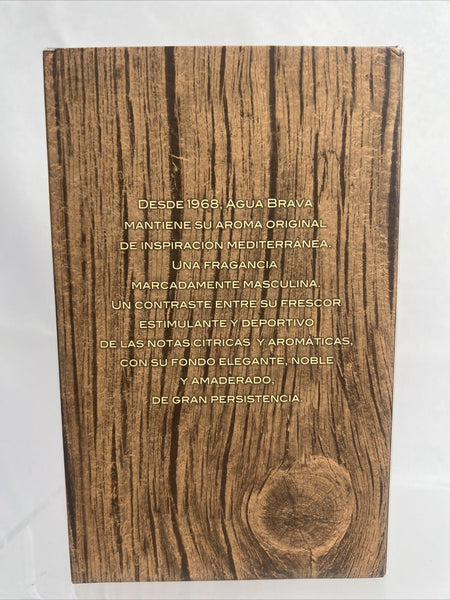 DESDE 1968, AGUA BRAVA
MANTIENE SU AROMA ORIGINAL
DE INSPIRACIÓN MEDITERRÁNEA.
UNA FRAGANCIA
MARCADAMENTE MASCULINA.
UN CONTRASTE ENTRE SU FRESCOR
ESTIMULANTE Y DEPORTIVO
DE LAS NOTAS CÍTRICAS Y AROMÁTICAS,
CON SU FONDO ELEGANTE, NOBLE
Y AMADERADO,
DE GRAN PERSISTENCIA.